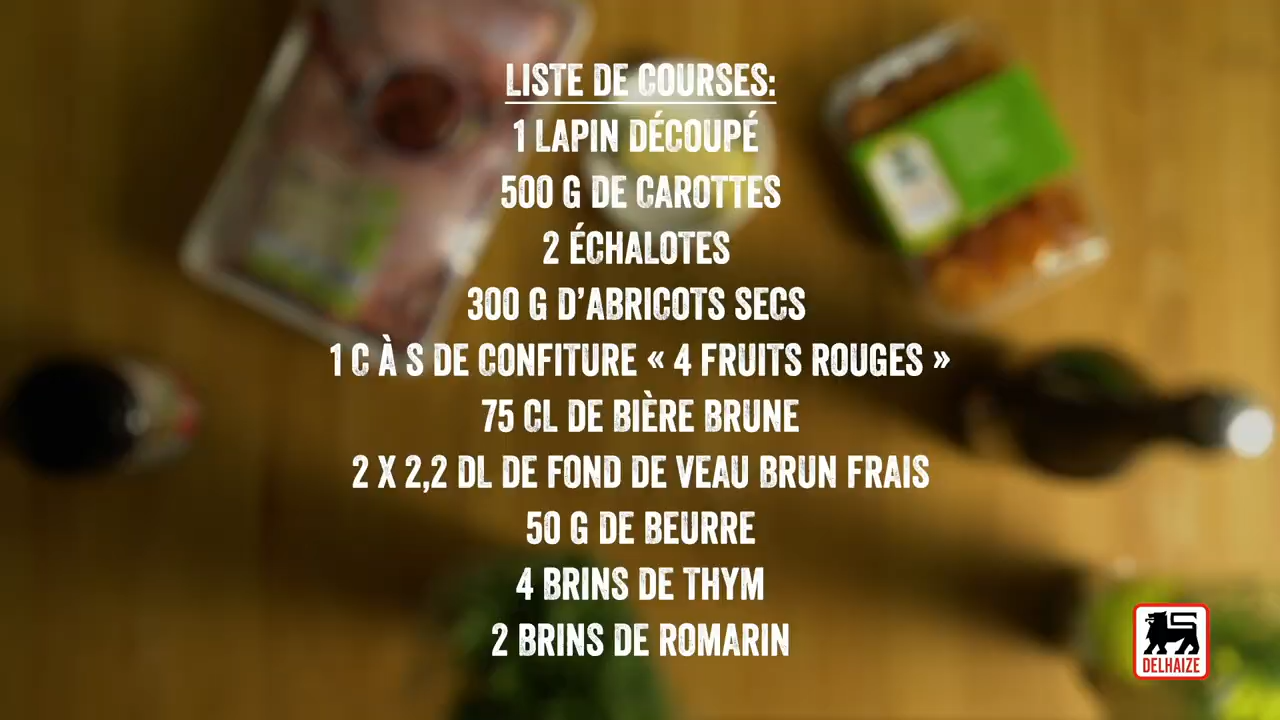 LISTE DE COURSES:
1 LAPIN DÉCOUPÉ
500 G DE CAROTTES
2 ÉCHALOTES
300 G D’ABRICOTS SECS
1 C À S DE CONFITURE « 4 FRUITS ROUGES »
75 CL DE BIÈRE BRUNE
2 X 2,2 DL DE FOND DE VEAU BRUN FRAIS
50 G DE BEURRE
4 BRINS DE THYM
2 BRINS DE ROMARIN
DELHAIZE